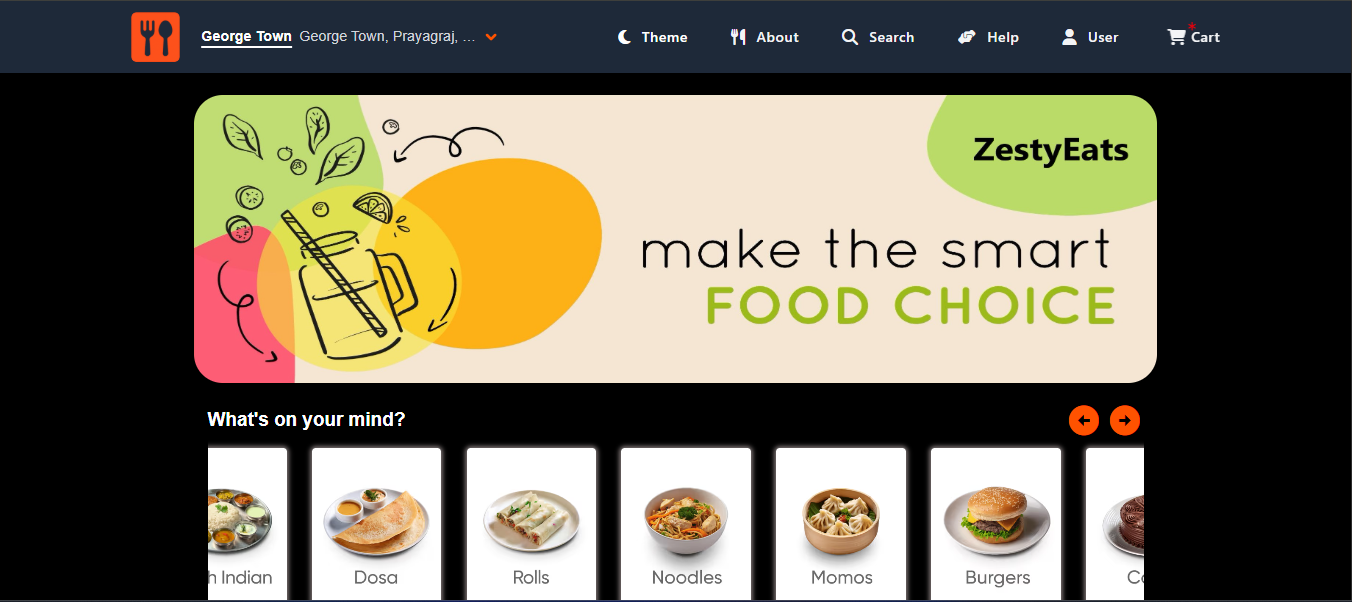 George Town George Town, Prayagraj, ... Theme About Search Help User * Cart
ZestyEats
make the smart
FOOD CHOICE
What's on your mind?
h Indian Dosa Rolls Noodles Momos Burgers